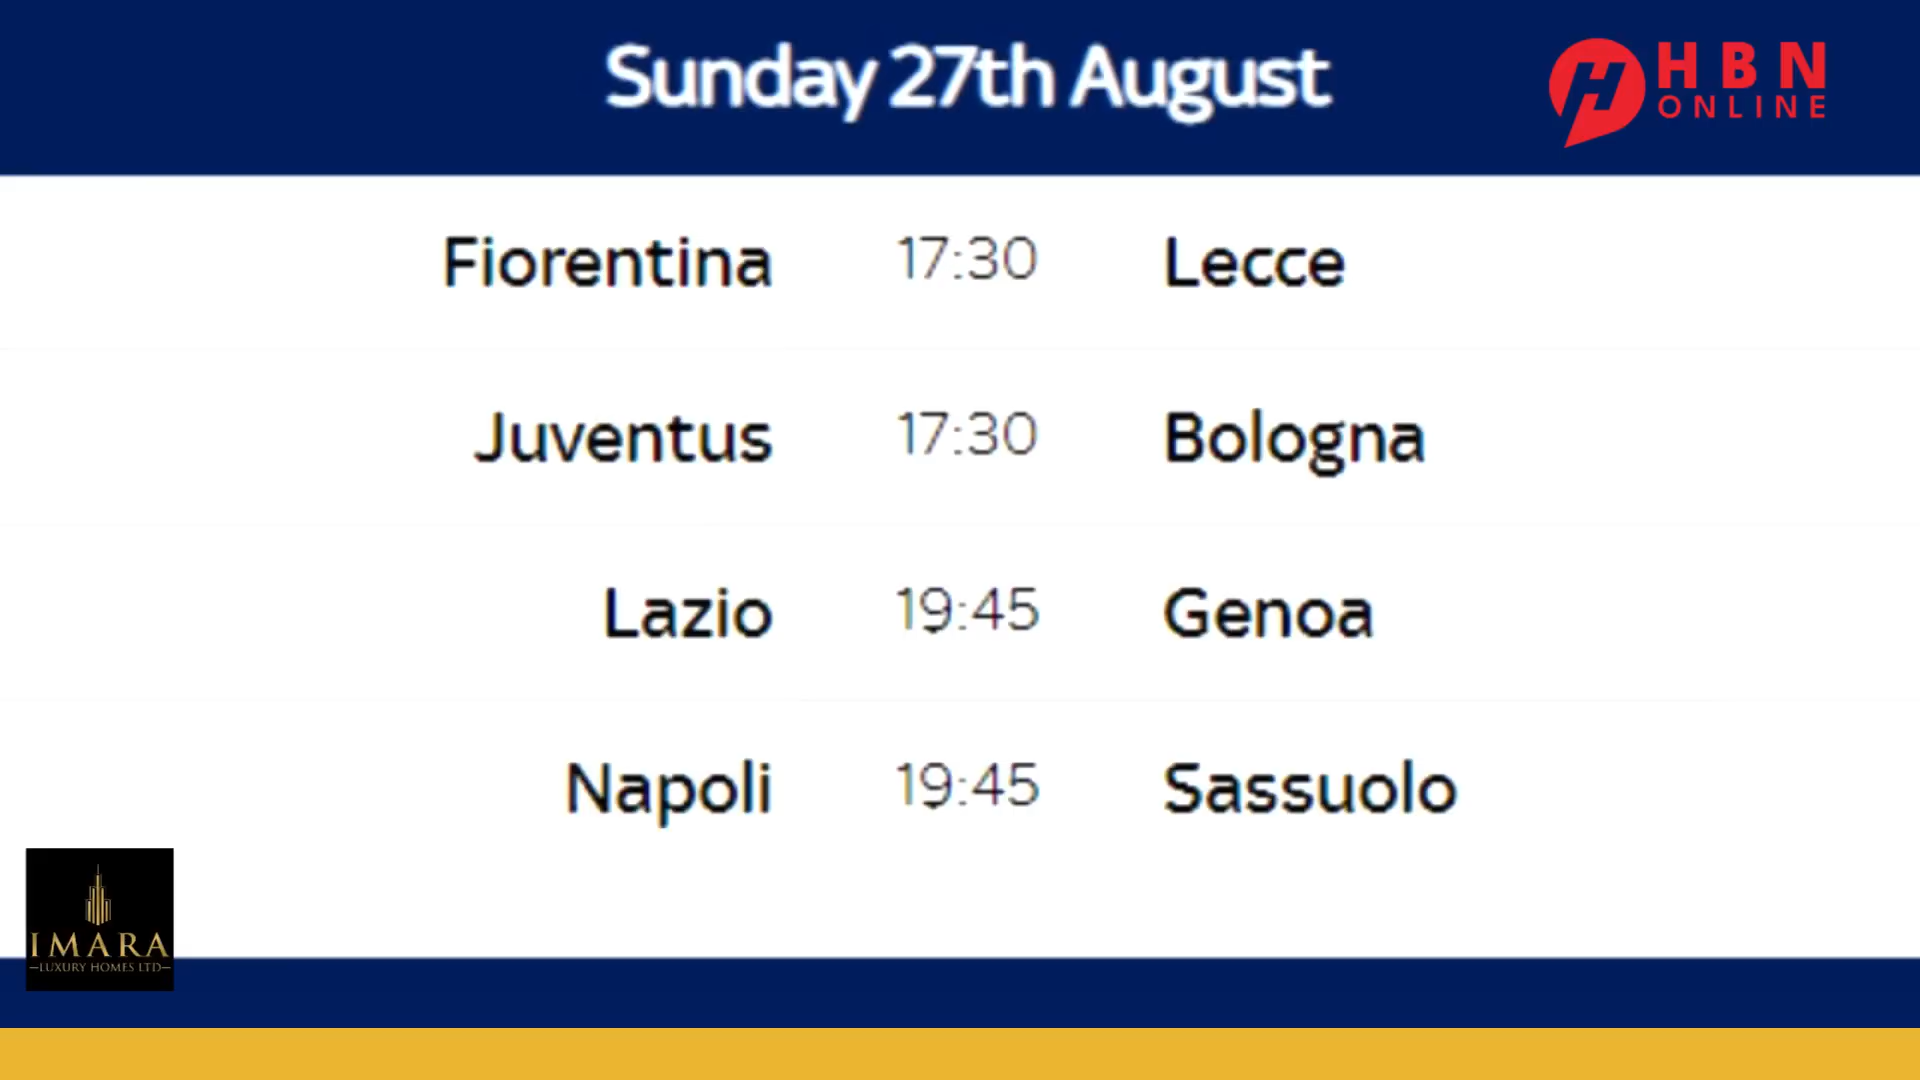 Sunday 27th August
HBN
ONLINE
Fiorentina 17:30 Lecce
Juventus 17:30 Bologna
Lazio 19:45 Genoa
Napoli 19:45 Sassuolo
IMARA
LUXURY HOMES LTD